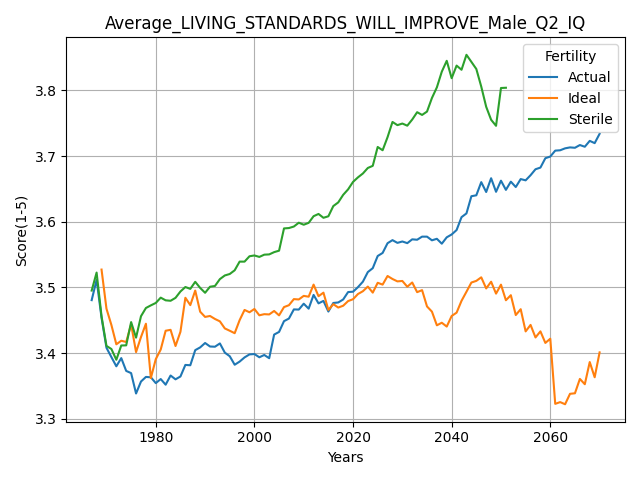 Average_LIVING_STANDARDS_WILL_IMPROVE_Male_Q2_IQ
Fertility
Actual
Ideal
Sterile
Score(1-5)
3.8
3.7
3.6
3.5
3.4
3.3
1980 2000 2020 2040 2060
Years